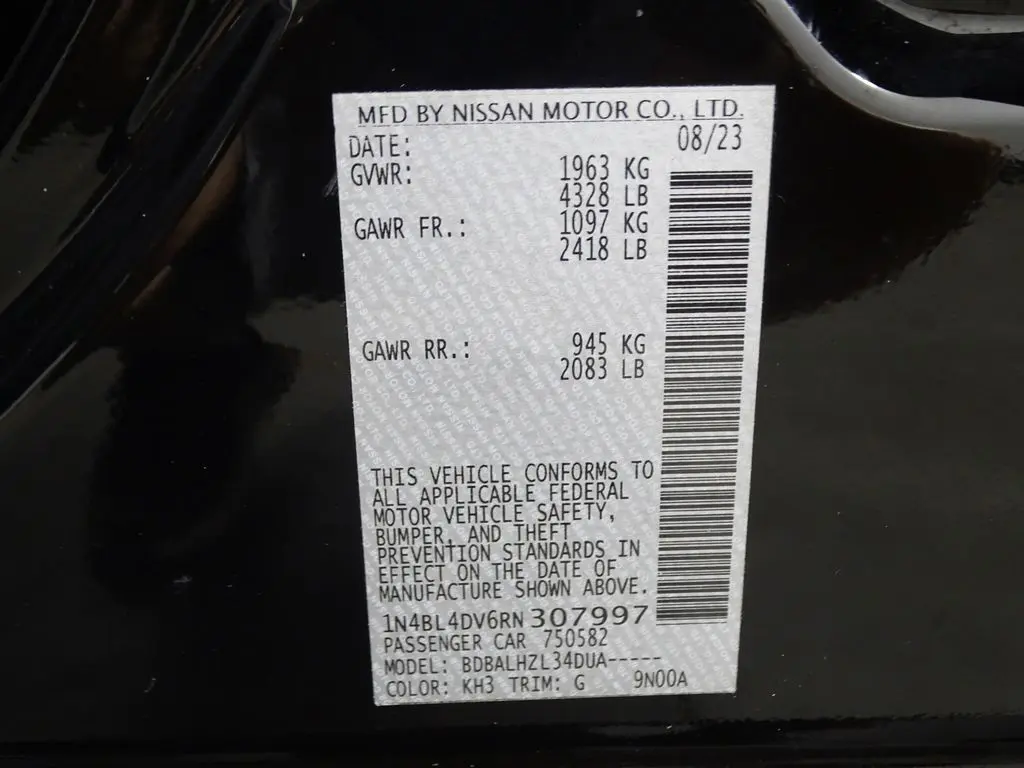 MFD BY NISSAN MOTOR CO., LTD.
DATE: 08/23
GVWR: 1963 KG
4328 LB
GAWR FR.: 1097 KG
2418 LB
GAWR RR.: 945 KG
2083 LB
THIS VEHICLE CONFORMS TO
ALL APPLICABLE FEDERAL
MOTOR VEHICLE SAFETY,
BUMPER, AND THEFT
PREVENTION STANDARDS IN
EFFECT ON THE DATE OF
MANUFACTURE SHOWN ABOVE.
1N4BL4DV6RN 307997
PASSENGER CAR 750582
MODEL: BDBALHZL34DUA-----
COLOR: KH3 TRIM: G 9N00A